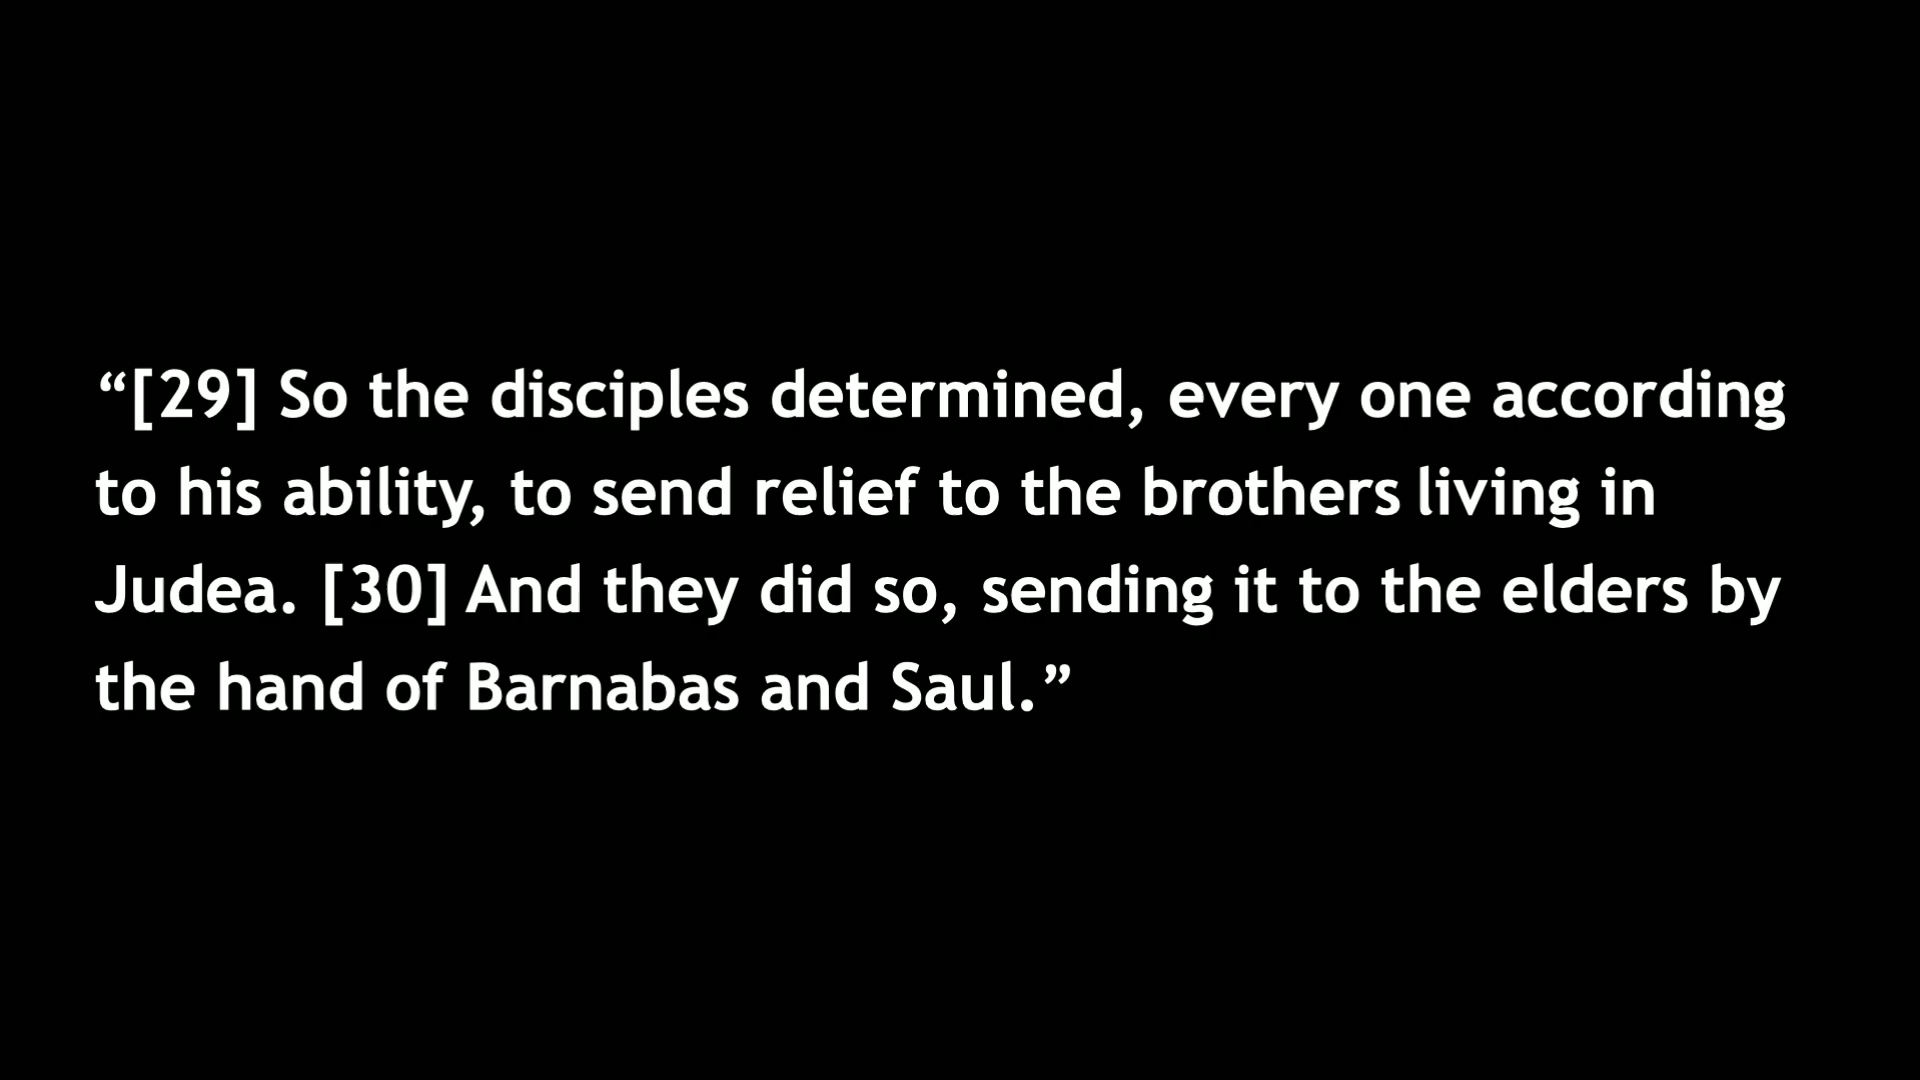 “[29] So the disciples determined, every one according
to his ability, to send relief to the brothers living in
Judea. [30] And they did so, sending it to the elders by
the hand of Barnabas and Saul.”